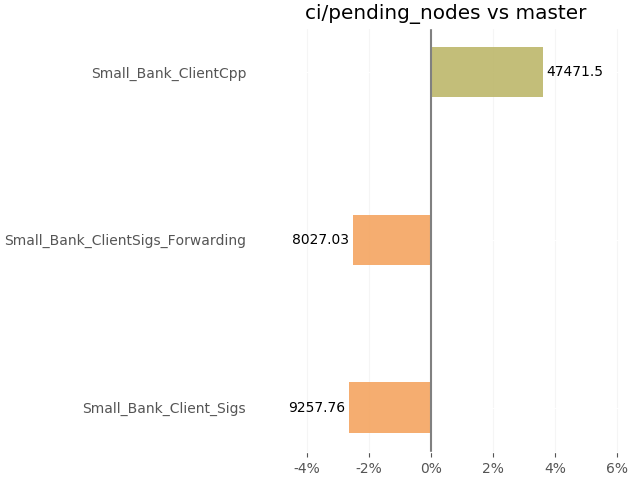 ci/pending_nodes vs master
Small_Bank_ClientCpp
47471.5
Small_Bank_ClientSigs_Forwarding
8027.03
Small_Bank_Client_Sigs
9257.76
-4% -2% 0% 2% 4% 6%